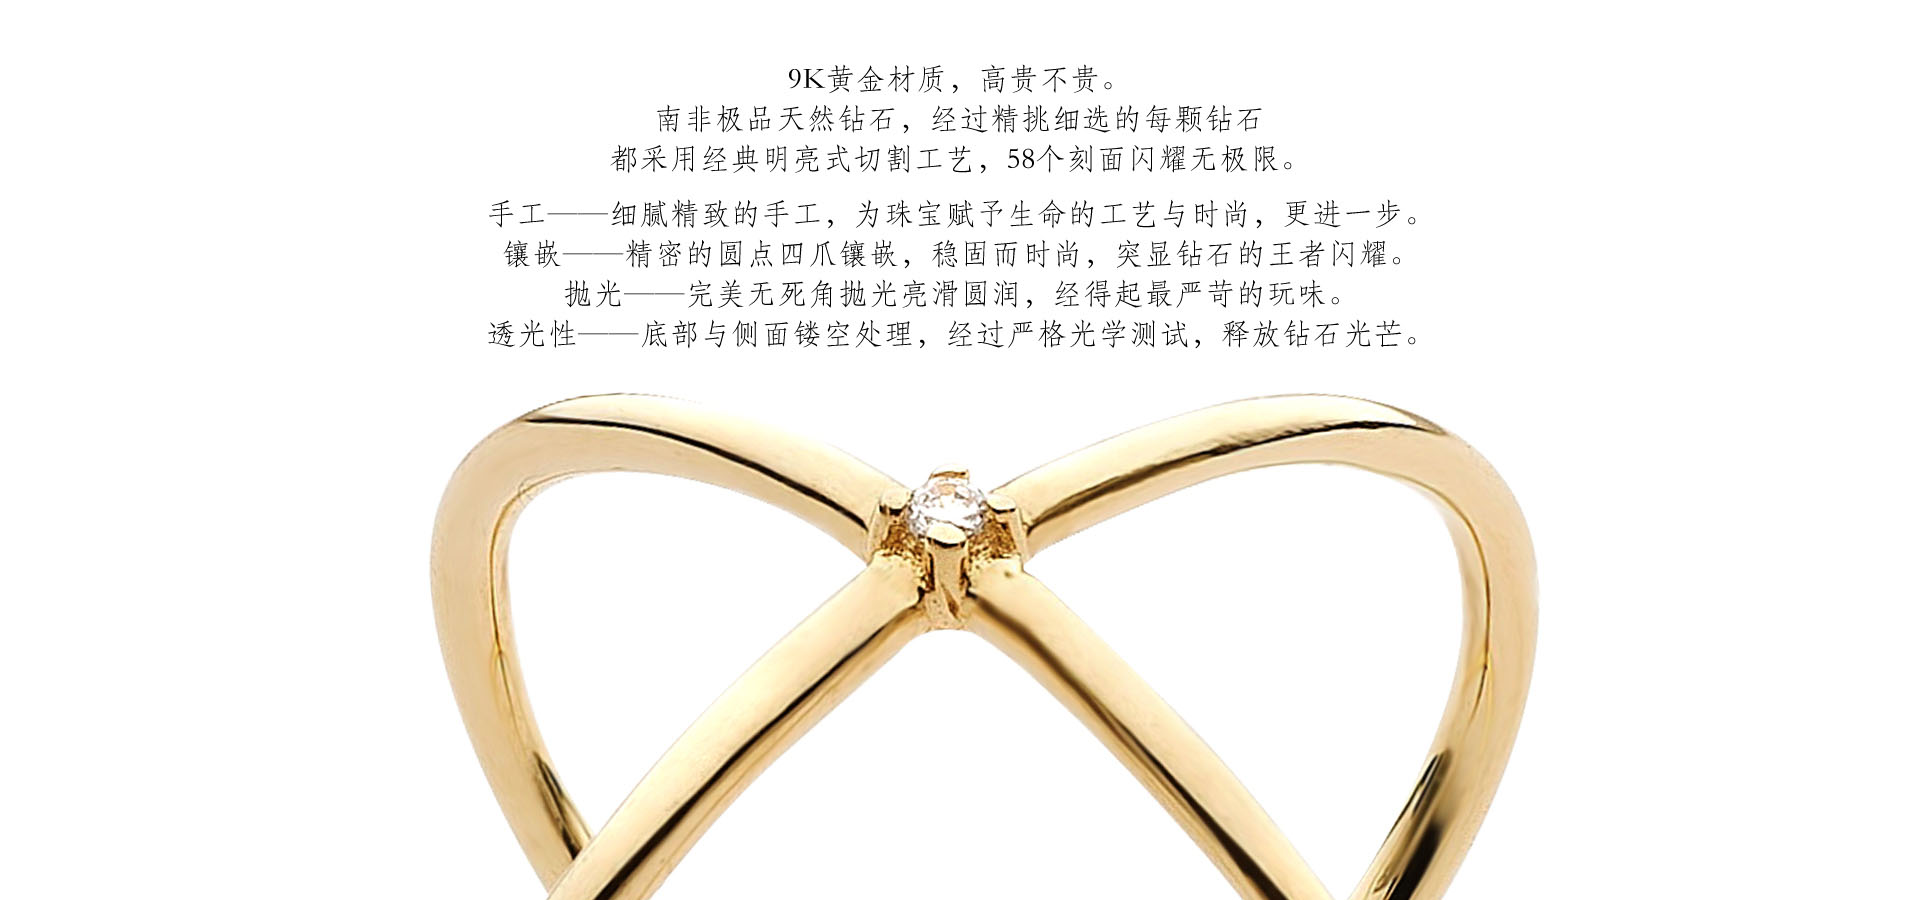 9K黄金材质，高贵不贵。
南非极品天然钻石，经过精挑细选的每颗钻石
都采用经典明亮式切割工艺，58个刻面闪耀无极限。
手工——细腻精致的手工，为珠宝赋予生命的工艺与时尚，更进一步。
镶嵌——精密的圆点四爪镶嵌，稳固而时尚，突显钻石的王者闪耀。
抛光——完美无死角抛光亮滑圆润，经得起最严苛的玩味。
透光性——底部与侧面镂空处理，经过严格光学测试，释放钻石光芒。